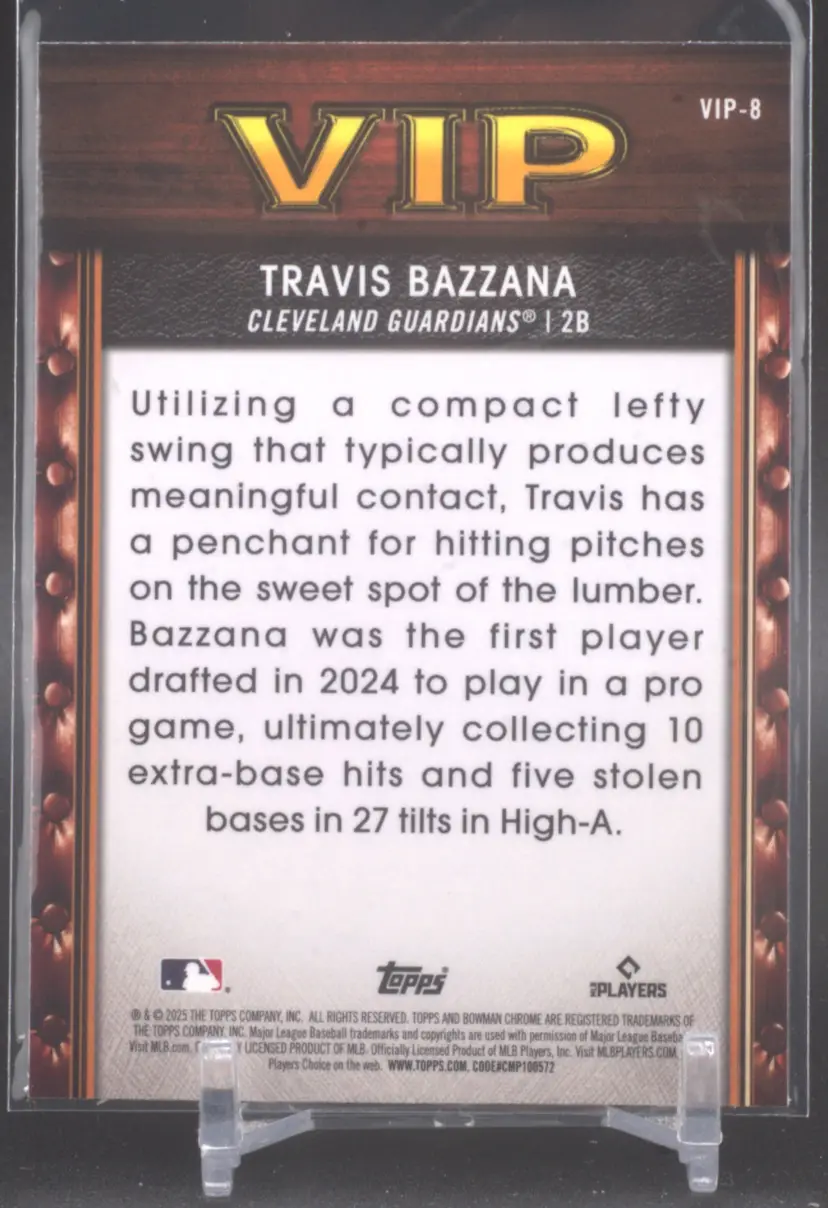 VIP-8
VIP
TRAVIS BAZZANA
CLEVELAND GUARDIANS® | 2B
Utilizing a compact lefty
swing that typically produces
meaningful contact, Travis has
a penchant for hitting pitches
on the sweet spot of the lumber.
Bazzana was the first player
drafted in 2024 to play in a pro
game, ultimately collecting 10
extra-base hits and five stolen
bases in 27 tilts in High-A.
topps
MLB PLAYERS
® & © 2025 THE TOPPS COMPANY, INC. ALL RIGHTS RESERVED. TOPPS AND BOWMAN CHROME ARE REGISTERED TRADEMARKS OF
THE TOPPS COMPANY, INC. Major League Baseball trademarks and copyrights are used with permission of Major League
Visit MLB.com. LICENSED PRODUCT OF MLB. Officially Licensed Product of MLB Players, Inc. Visit MLBPLAYERS.COM,
Players Choice on the web. WWW.TOPPS.COM. CODE#CMP100572